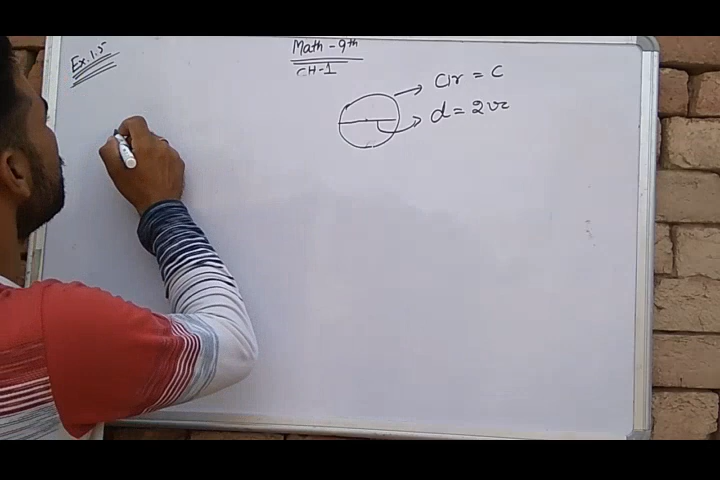 Ex. 1.5
Math - 9th
CH-1
Cir = C
d = 2r